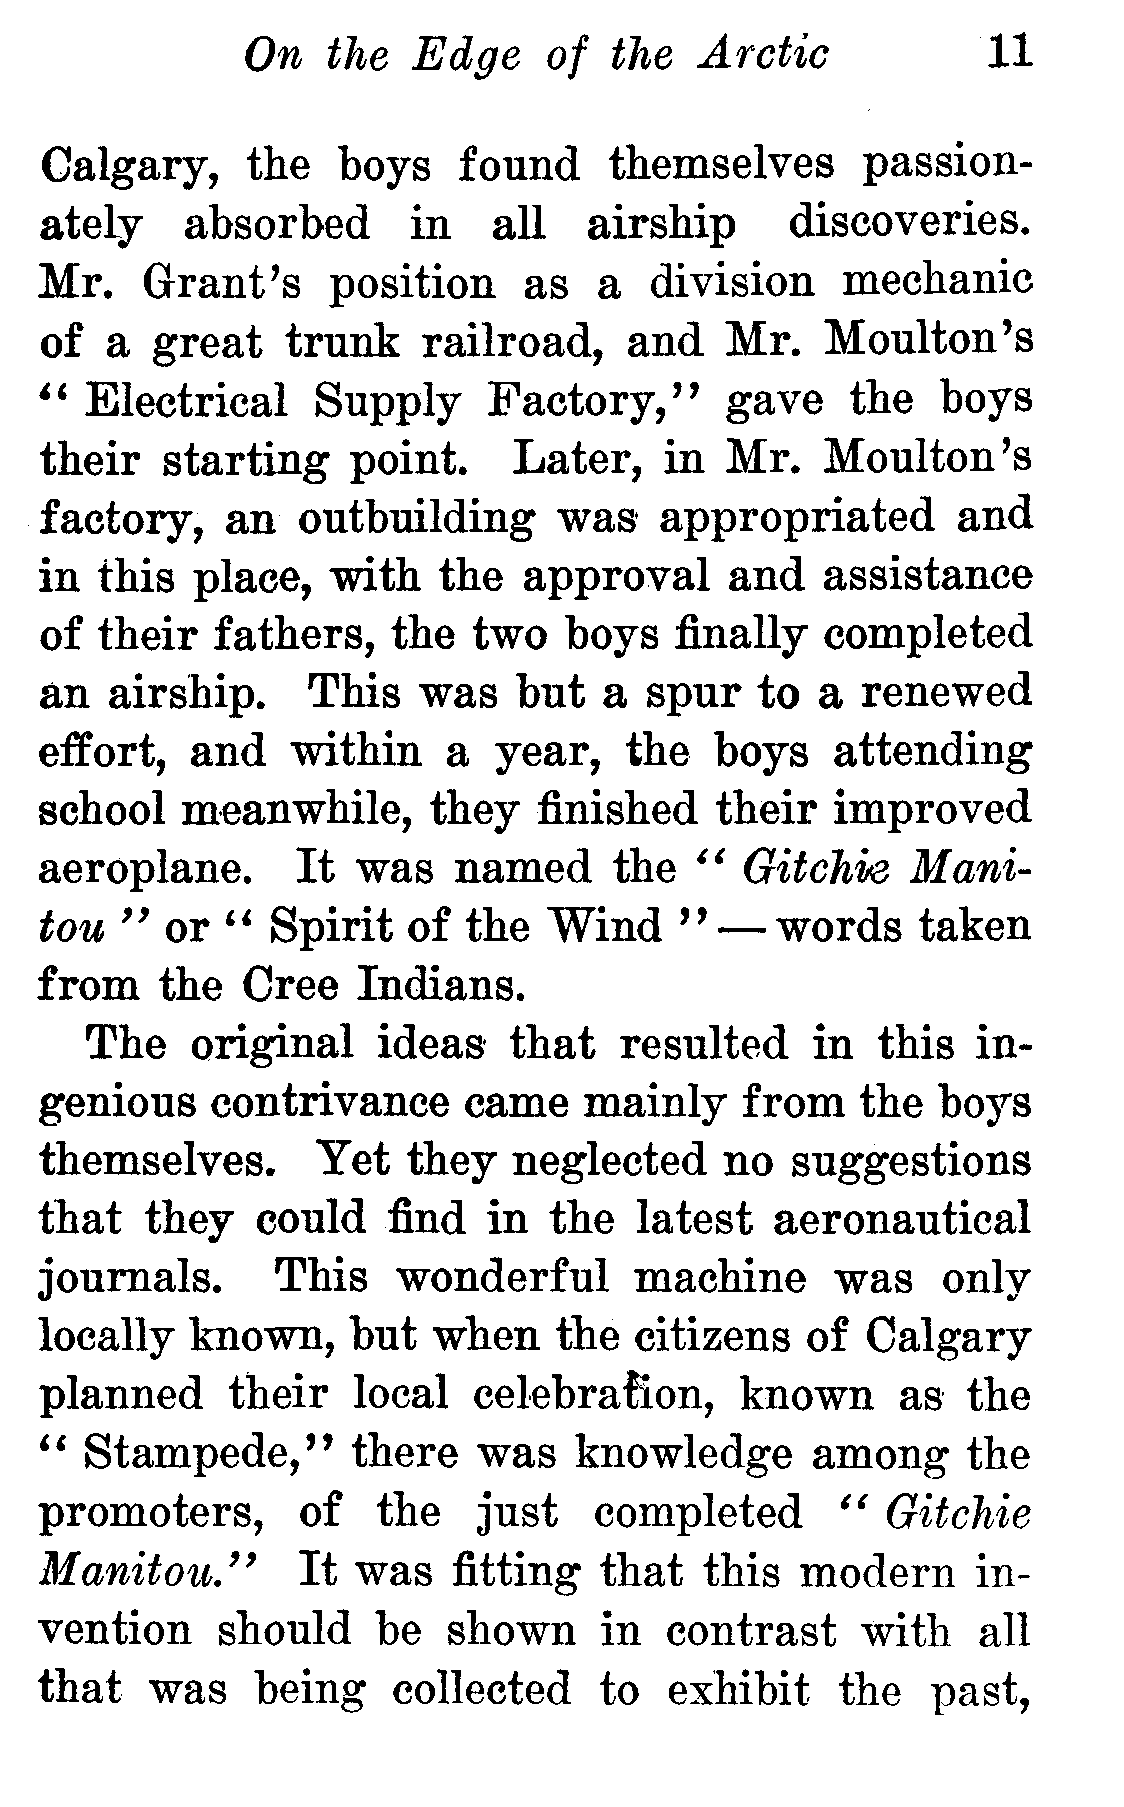 On the Edge of the Arctic 11
Calgary, the boys found themselves passion-
ately absorbed in all airship discoveries.
Mr. Grant's position as a division mechanic
of a great trunk railroad, and Mr. Moulton's
" Electrical Supply Factory," gave the boys
their starting point. Later, in Mr. Moulton's
factory, an outbuilding was appropriated and
in this place, with the approval and assistance
of their fathers, the two boys finally completed
an airship. This was but a spur to a renewed
effort, and within a year, the boys attending
school meanwhile, they finished their improved
aeroplane. It was named the " Gitchie Mani-
tou " or " Spirit of the Wind " — words taken
from the Cree Indians.
The original ideas that resulted in this in-
genious contrivance came mainly from the boys
themselves. Yet they neglected no suggestions
that they could find in the latest aeronautical
journals. This wonderful machine was only
locally known, but when the citizens of Calgary
planned their local celebration, known as the
" Stampede," there was knowledge among the
promoters, of the just completed " Gitchie
Manitou." It was fitting that this modern in-
vention should be shown in contrast with all
that was being collected to exhibit the past,